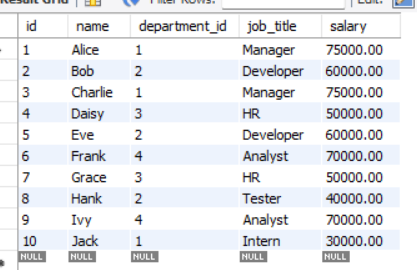 Result Grid Filter Rows: Edit:
id name department_id job_title salary
1 Alice 1 Manager 75000.00
2 Bob 2 Developer 60000.00
3 Charlie 1 Manager 75000.00
4 Daisy 3 HR 50000.00
5 Eve 2 Developer 60000.00
6 Frank 4 Analyst 70000.00
7 Grace 3 HR 50000.00
8 Hank 2 Tester 40000.00
9 Ivy 4 Analyst 70000.00
10 Jack 1 Intern 30000.00
NULL NULL NULL NULL NULL